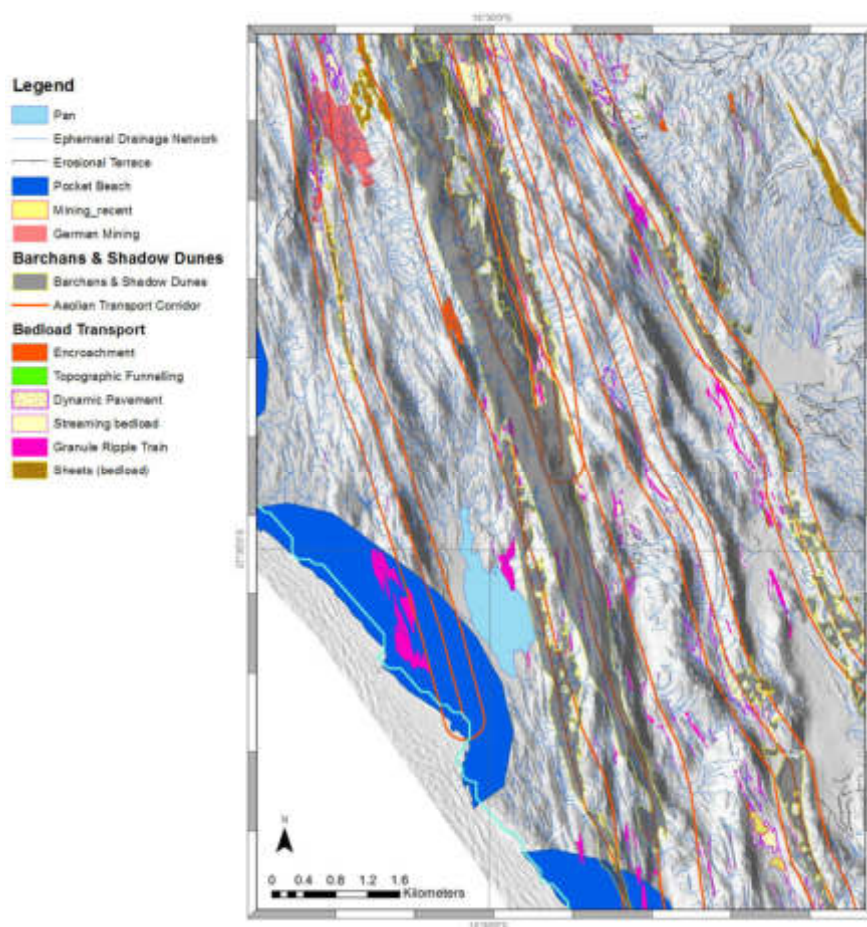 Legend
Pan
Ephemeral Drainage Network
Erosional Terrace
Pocket Beach
Mining_recent
German Mining
Barchans & Shadow Dunes
Barchans & Shadow Dunes
Aeolian Transport Corridor
Bedload Transport
Encroachment
Topographic Funnelling
Dynamic Pavement
Streaming bedload
Granule Ripple Train
Sheets (bedload)
N
0 0.4 0.8 1.2 1.6
Kilometers